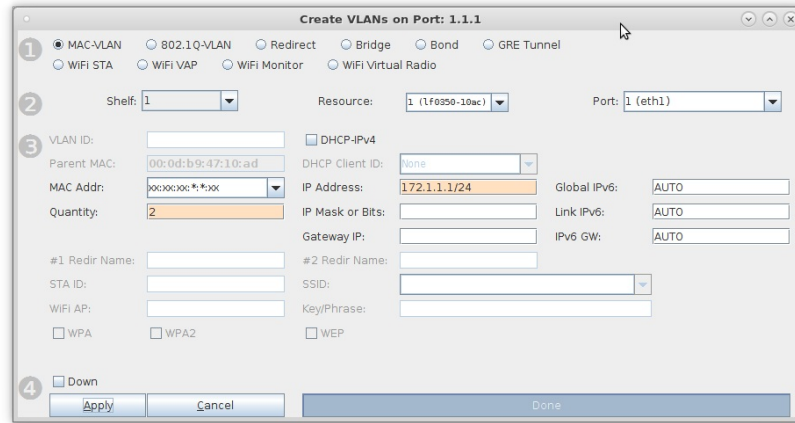 Create VLANs on Port: 1.1.1
1
MAC-VLAN 802.1Q-VLAN Redirect Bridge Bond GRE Tunnel
WiFi STA WiFi VAP WiFi Monitor WiFi Virtual Radio
2
Shelf: 1 Resource: 1 (lf0350-10ac) Port: 1 (eth1)
3
VLAN ID: DHCP-IPv4
Parent MAC: 00:0d:b9:47:10:ad DHCP Client ID: None
MAC Addr: xx:xx:xx:*:*:xx IP Address: 172.1.1.1/24 Global IPv6: AUTO
Quantity: 2 IP Mask or Bits: Link IPv6: AUTO
Gateway IP: IPv6 GW: AUTO
#1 Redir Name: #2 Redir Name:
STA ID: SSID:
WiFi AP: Key/Phrase:
WPA WPA2 WEP
4
Down
Apply Cancel Done